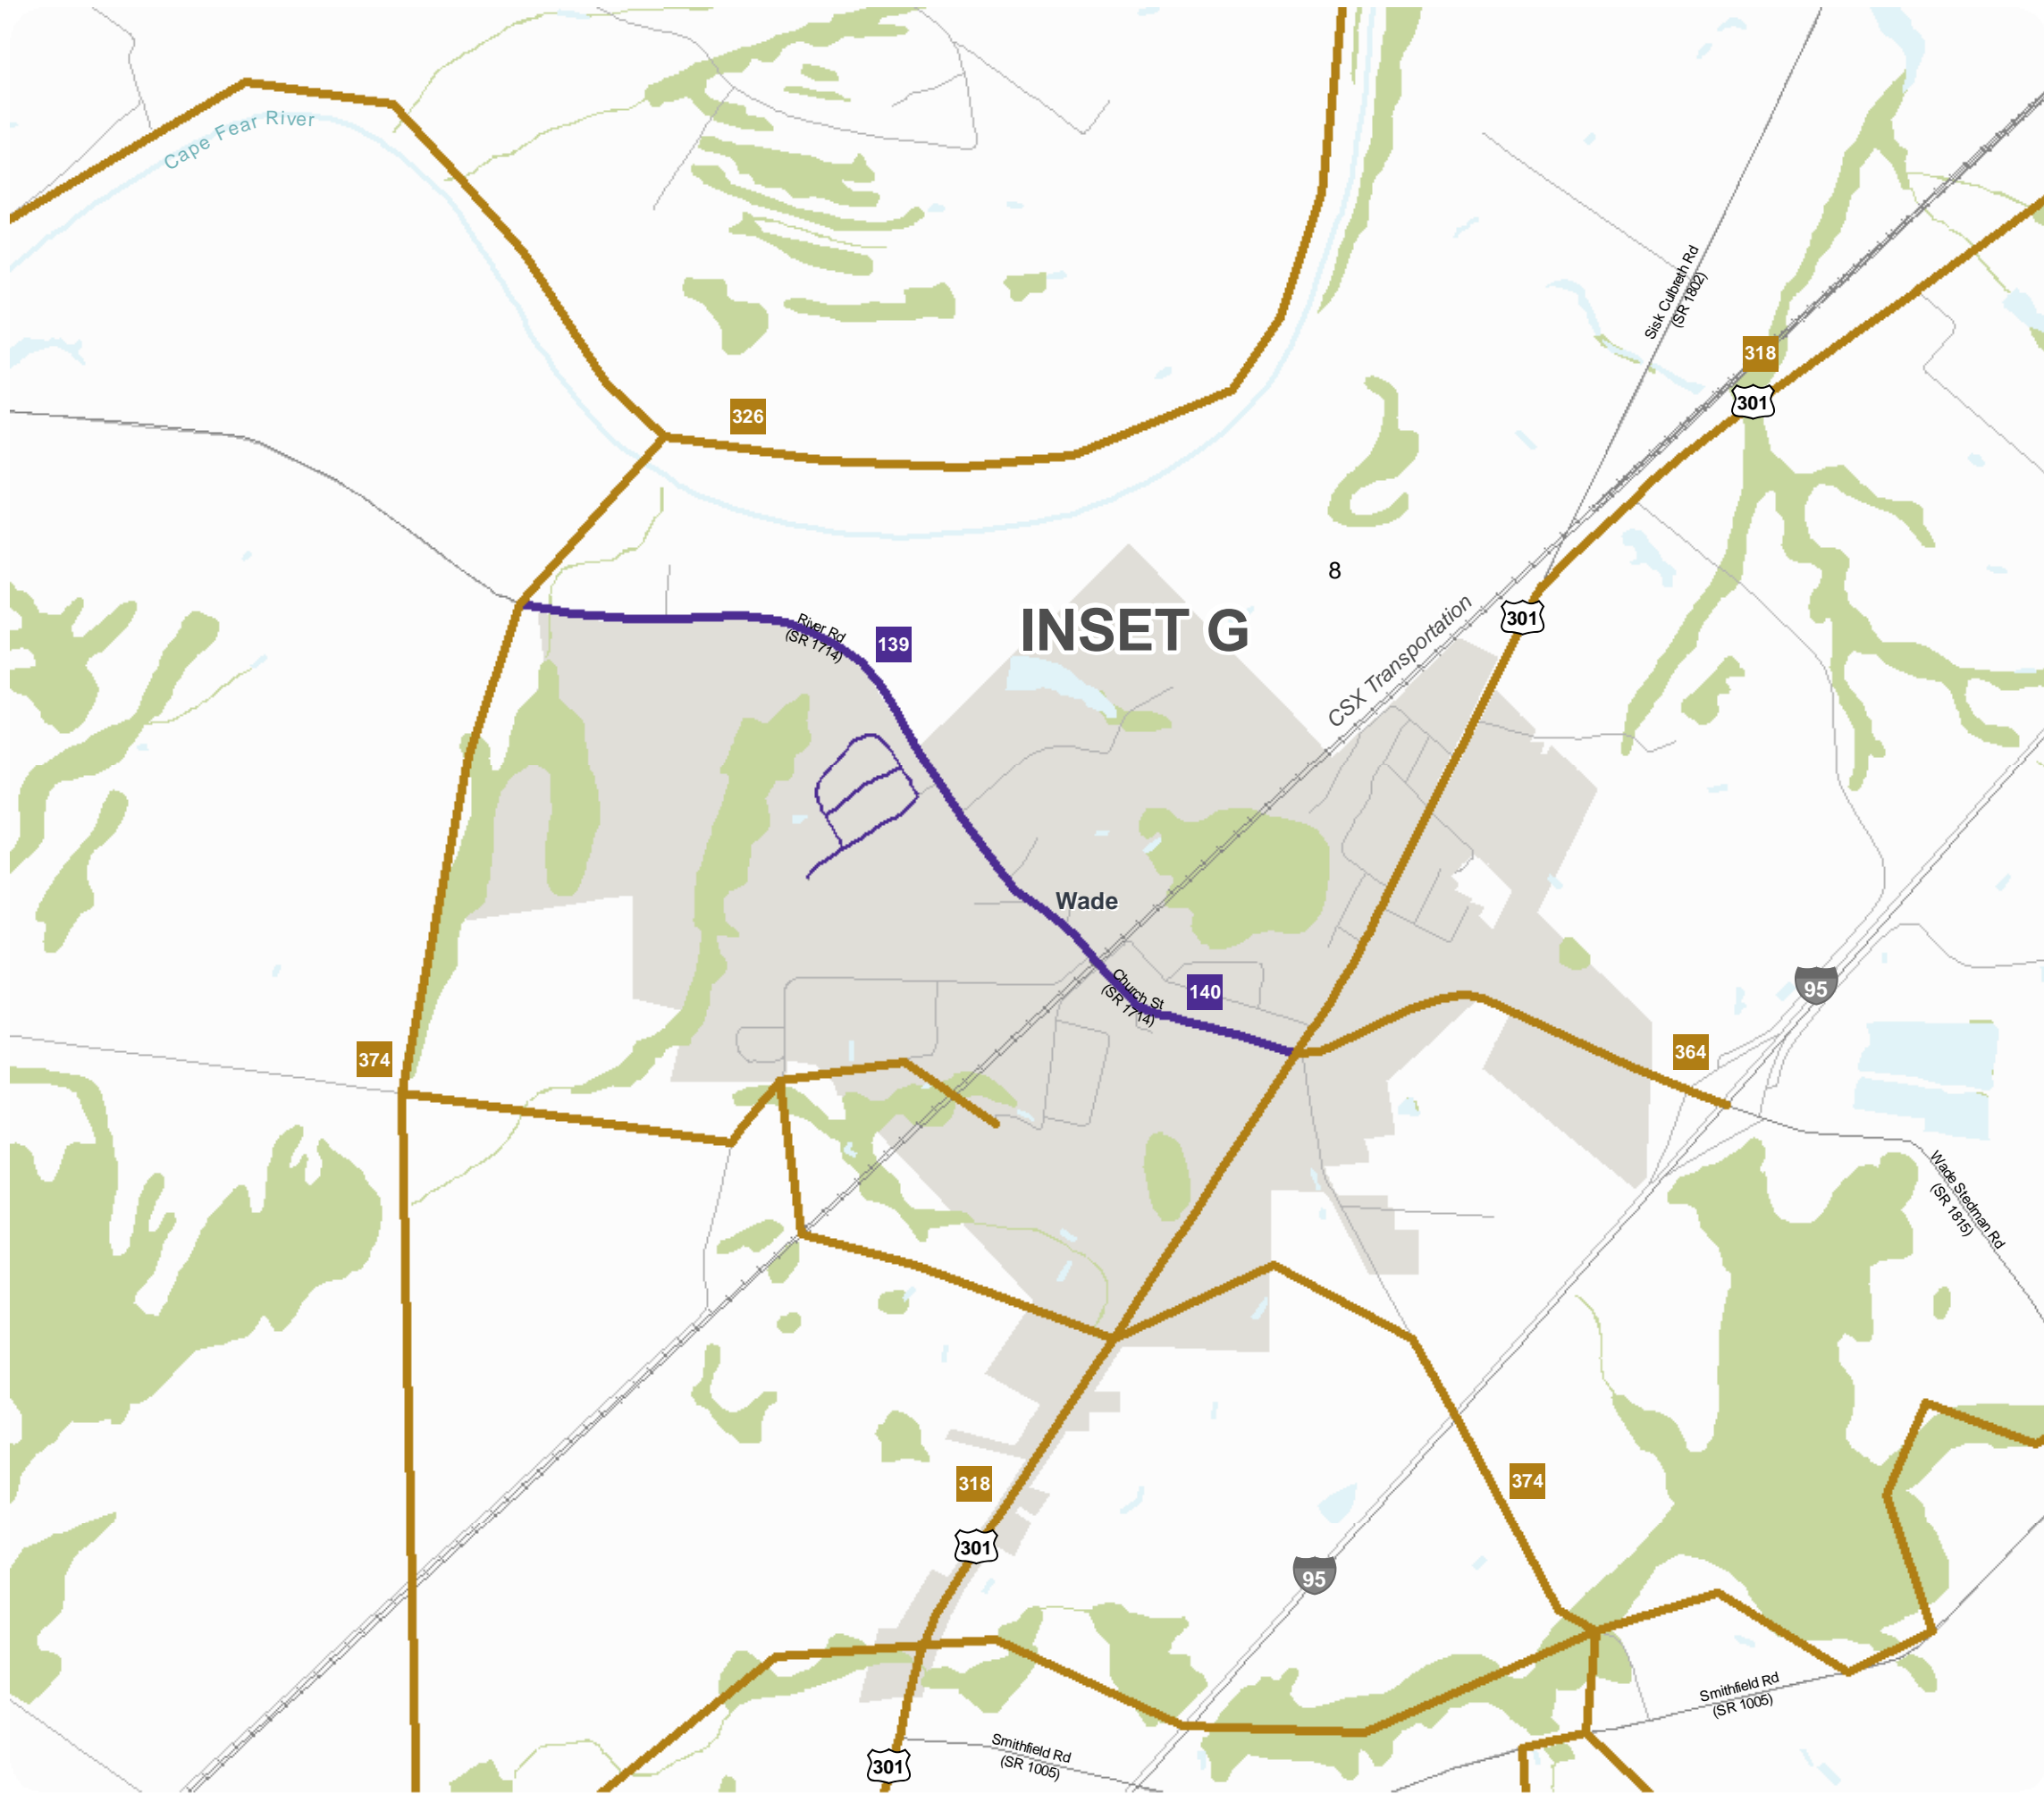 Cape Fear River
Sisk Culbreth Rd
(SR 1802)
318
301
326
8
INSET G
CSX Transportation
301
River Rd
(SR 1714)
139
Wade
Church St
(SR 1714)
140
95
374
364
Wade Stedman Rd
(SR 1815)
318
374
301
95
Smithfield Rd
(SR 1005)
Smithfield Rd
(SR 1005)
301